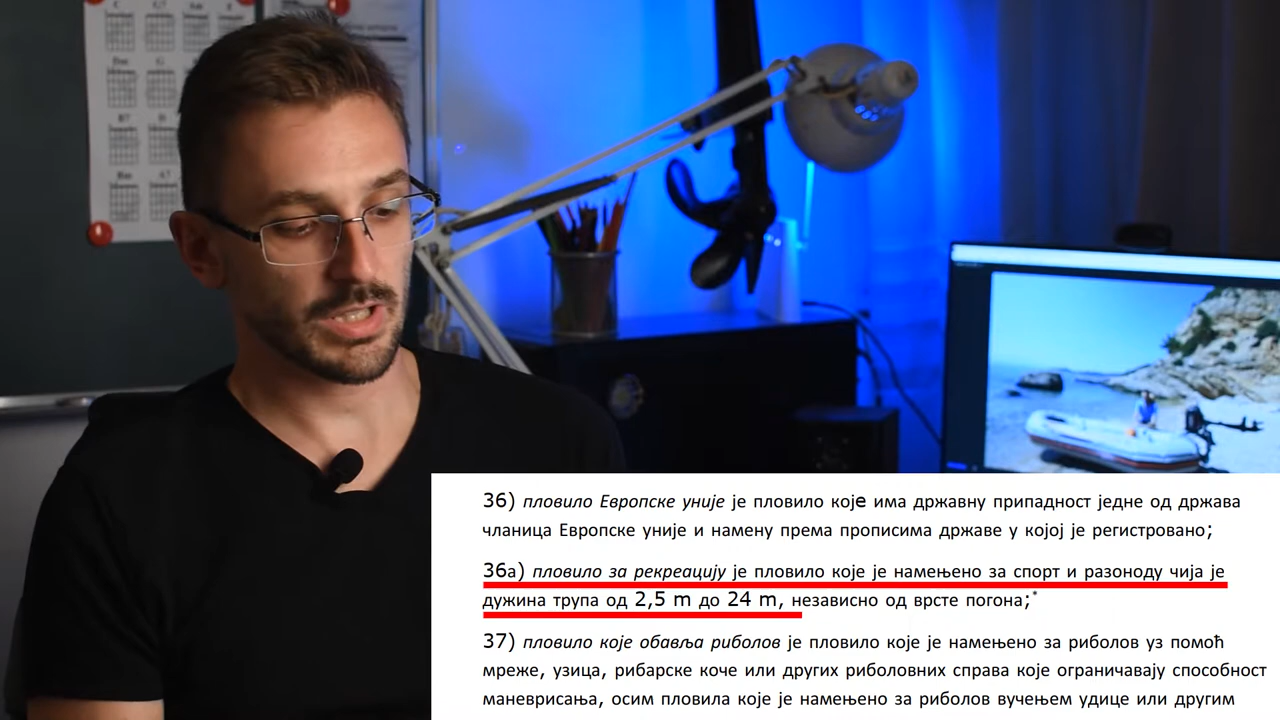 C
B7
D
A7
36) пловило Европске уније је пловило које има државну припадност једне од држава
чланица Европске уније и намену према прописима државе у којој је регистровано;
36а) пловило за рекреацију је пловило које је намењено за спорт и разоноду чија је
дужина трупа од 2,5 m до 24 m, независно од врсте погона;*
37) пловило које обавља риболов је пловило које је намењено за риболов уз помоћ
мреже, узица, рибарске коче или других риболовних справа које ограничавају способност
маневрисања, осим пловила које је намењено за риболов вучењем удице или другим